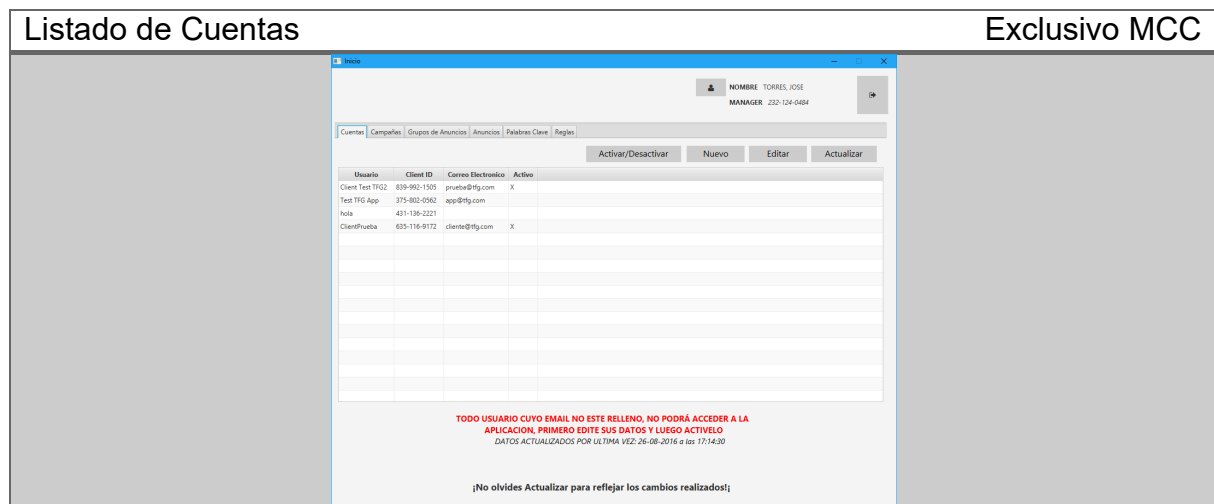 Listado de Cuentas Exclusivo MCC
Inicio
NOMBRE TORRES, JOSE
MANAGER 232-124-0484
Cuentas Campañas Grupos de Anuncios Anuncios Palabras Clave Reglas
Activar/Desactivar Nuevo Editar Actualizar
Usuario Client ID Correo Electronico Activo
Client Test TFG2 839-992-1505 prueba@tfg.com X
Test TFG App 375-802-0562 app@tfg.com
hola 431-136-2221
ClientPrueba 635-116-9172 cliente@tfg.com X
TODO USUARIO CUYO EMAIL NO ESTE RELLENO, NO PODRÁ ACCEDER A LA
APLICACION, PRIMERO EDITE SUS DATOS Y LUEGO ACTIVELO
DATOS ACTUALIZADOS POR ULTIMA VEZ: 26-08-2016 a las 17:14:30
¡No olvides Actualizar para reflejar los cambios realizados!¡